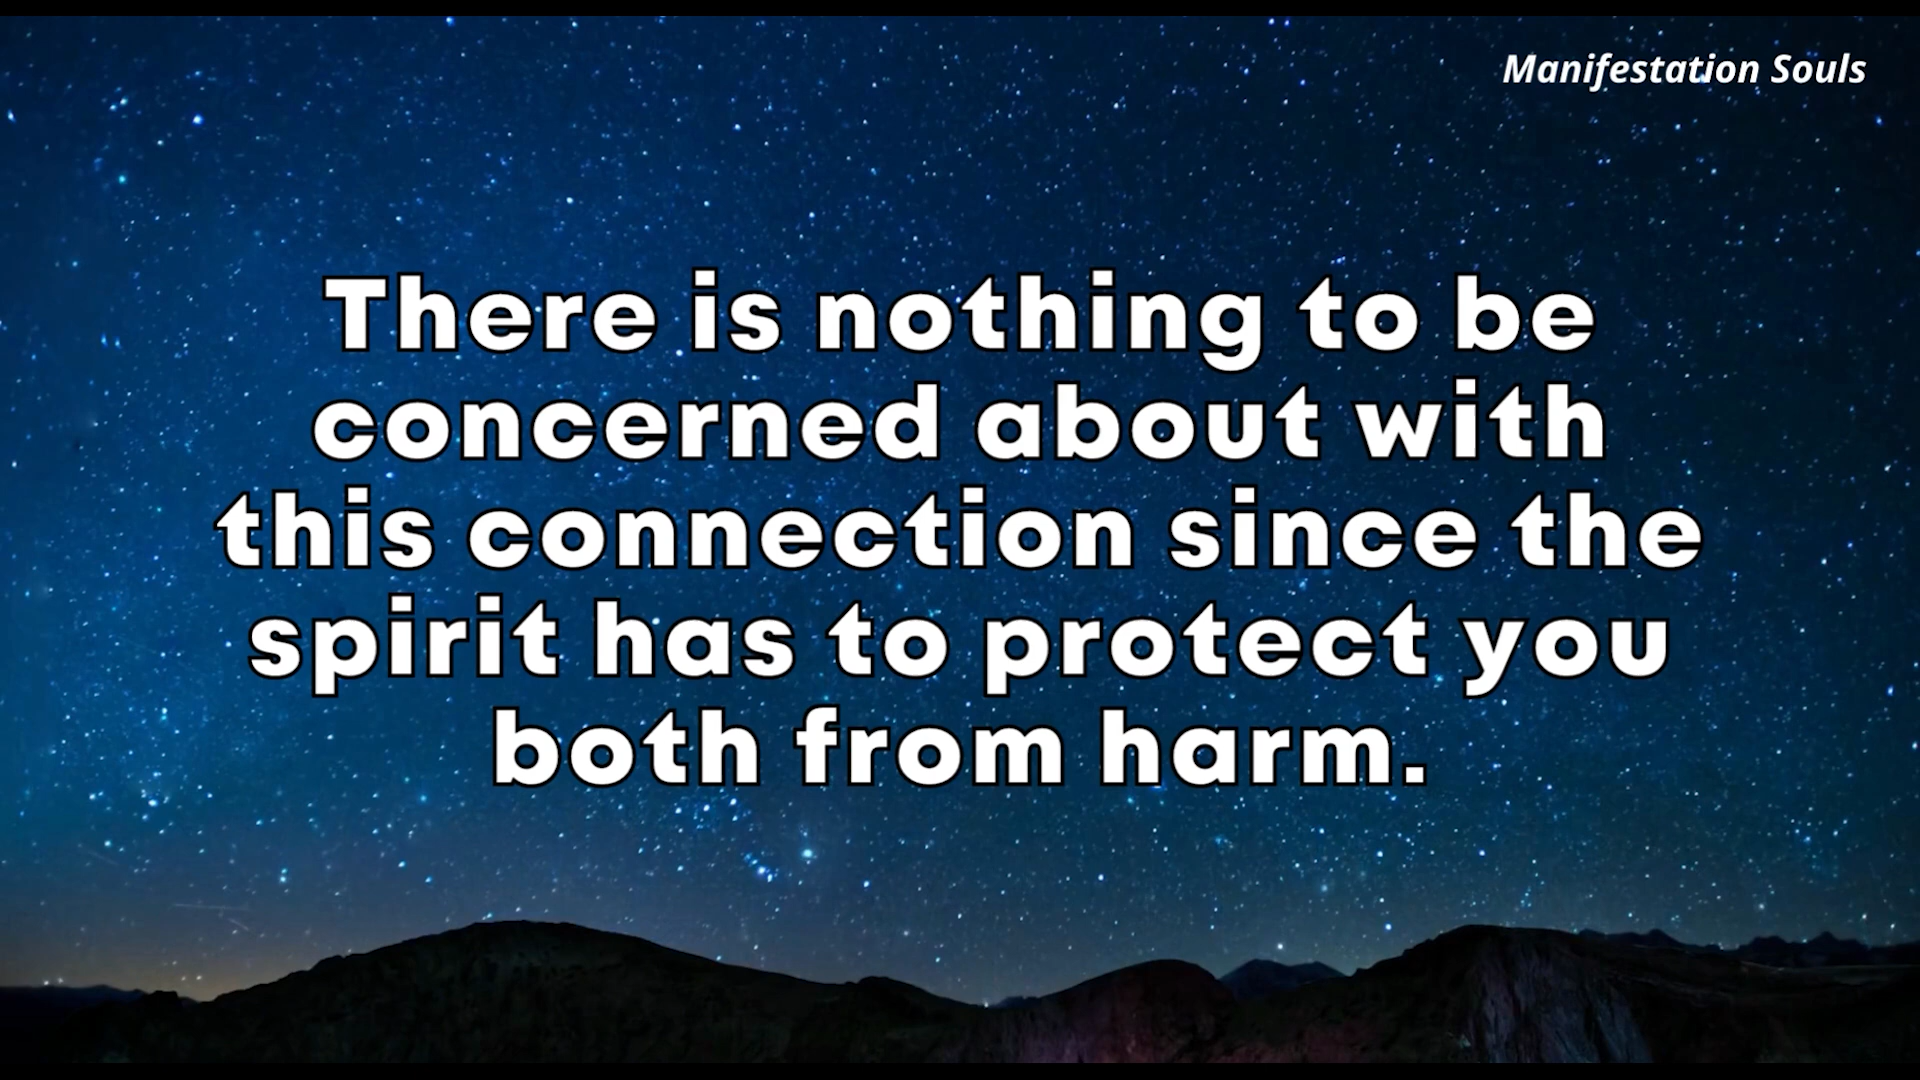 Manifestation Souls
There is nothing to be
concerned about with
this connection since the
spirit has to protect you
both from harm.